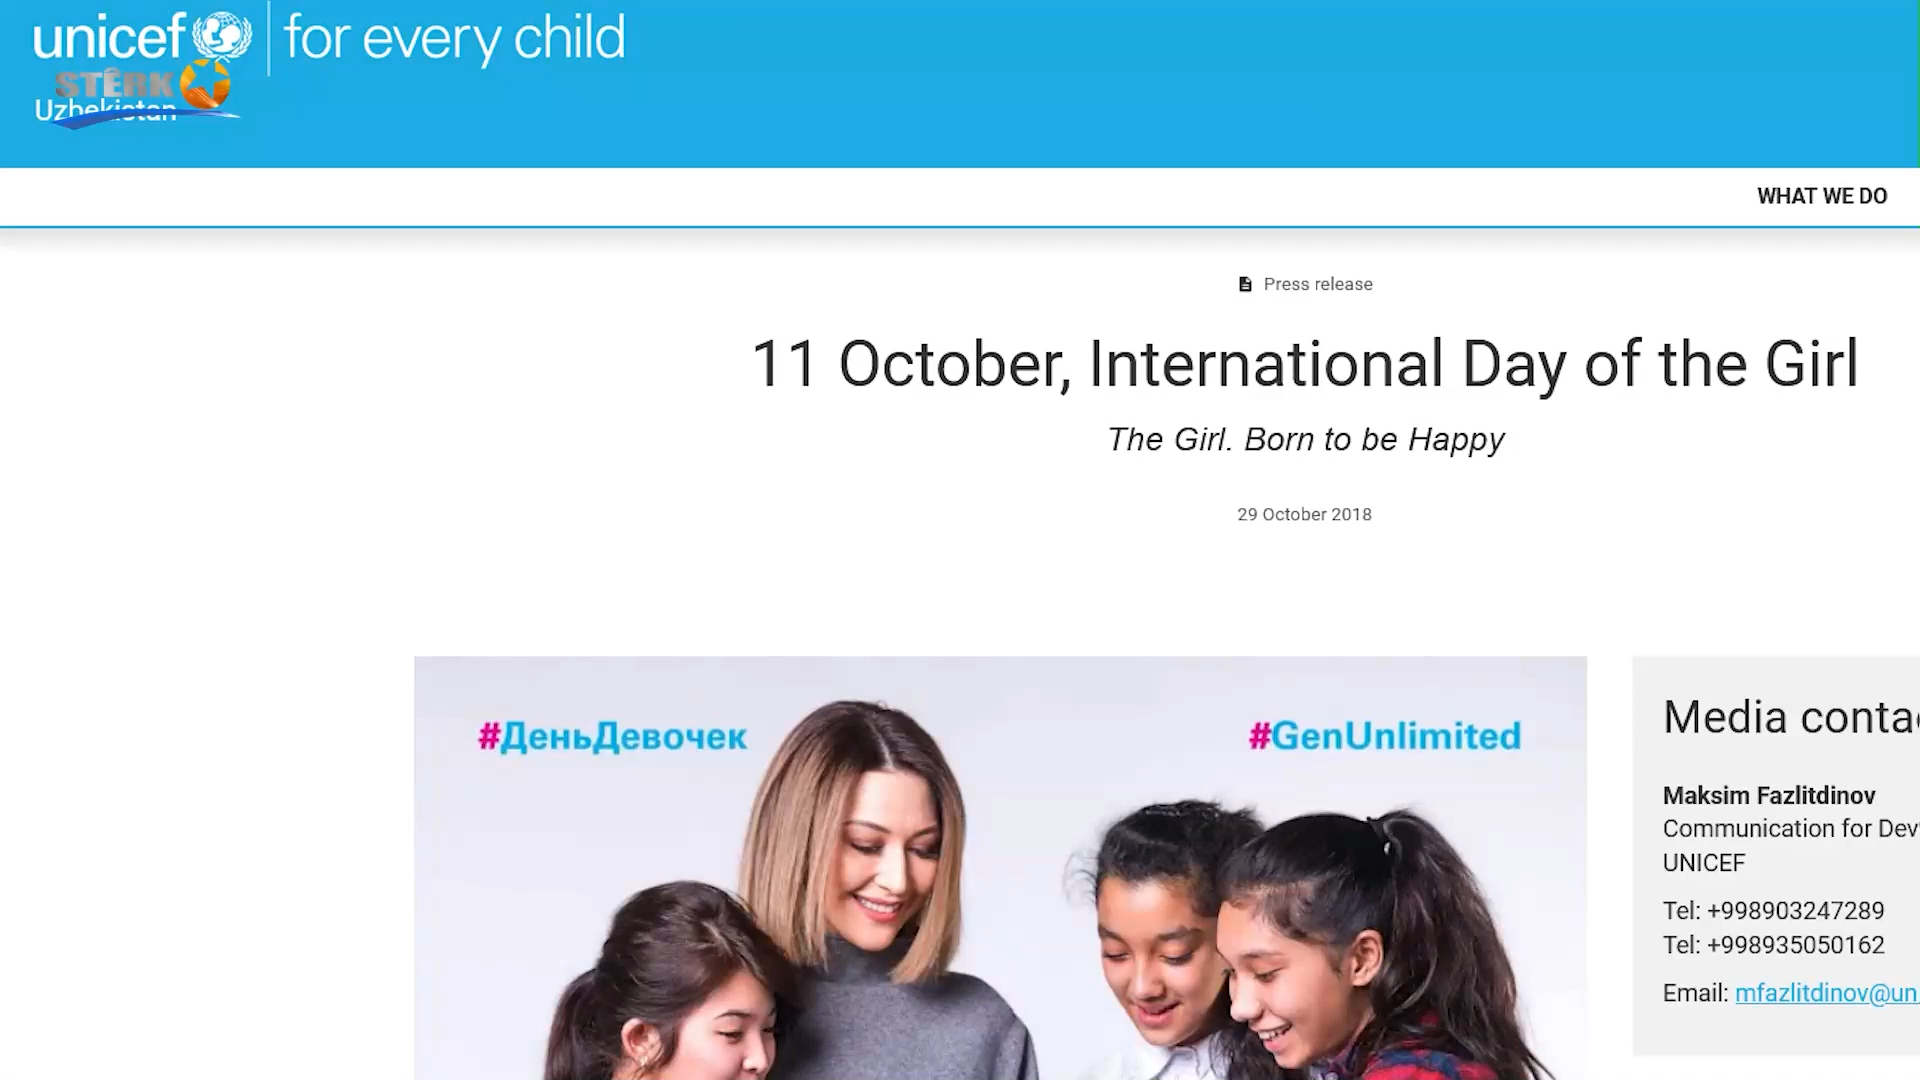 unicef for every child
STÊRK
Uzbekistan
WHAT WE DO
Press release
11 October, International Day of the Girl
The Girl. Born to be Happy
29 October 2018
#ДеньДевочек
#GenUnlimited
Media conta
Maksim Fazlitdinov
Communication for Dev
UNICEF
Tel: +998903247289
Tel: +998935050162
Email: mfazlitdinov@un